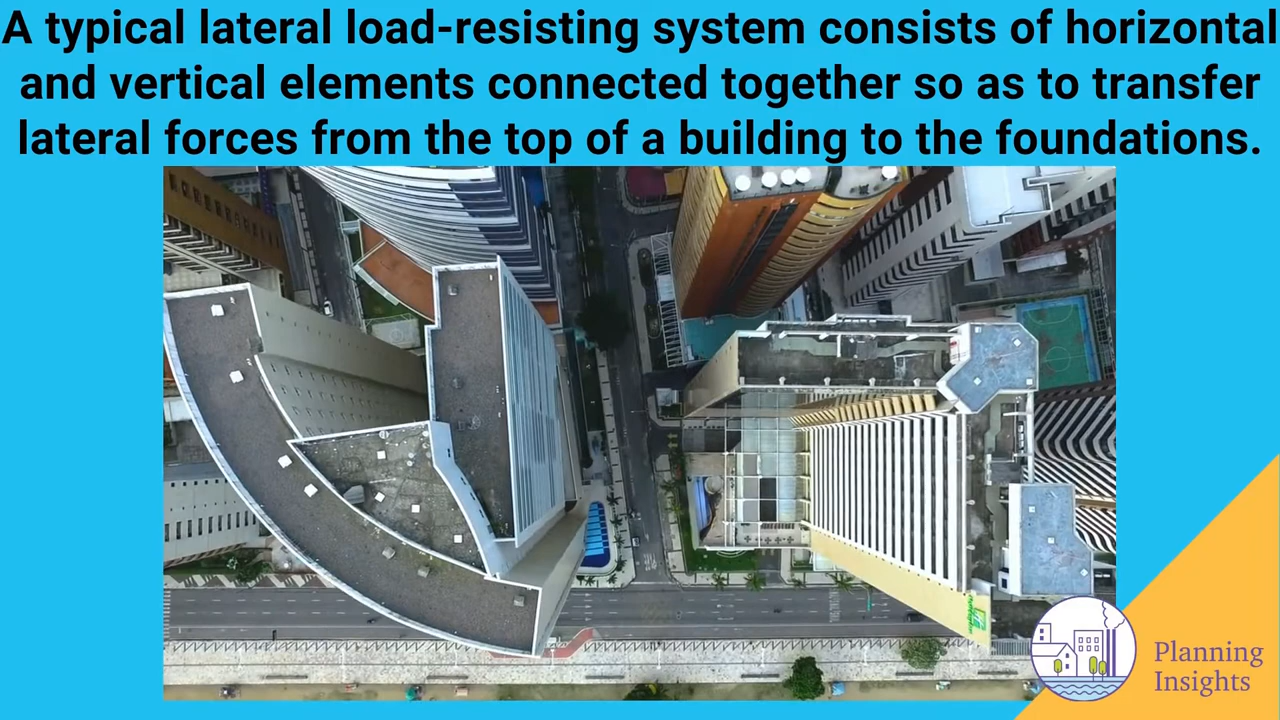 A typical lateral load-resisting system consists of horizontal
and vertical elements connected together so as to transfer
lateral forces from the top of a building to the foundations.
Planning
Insights